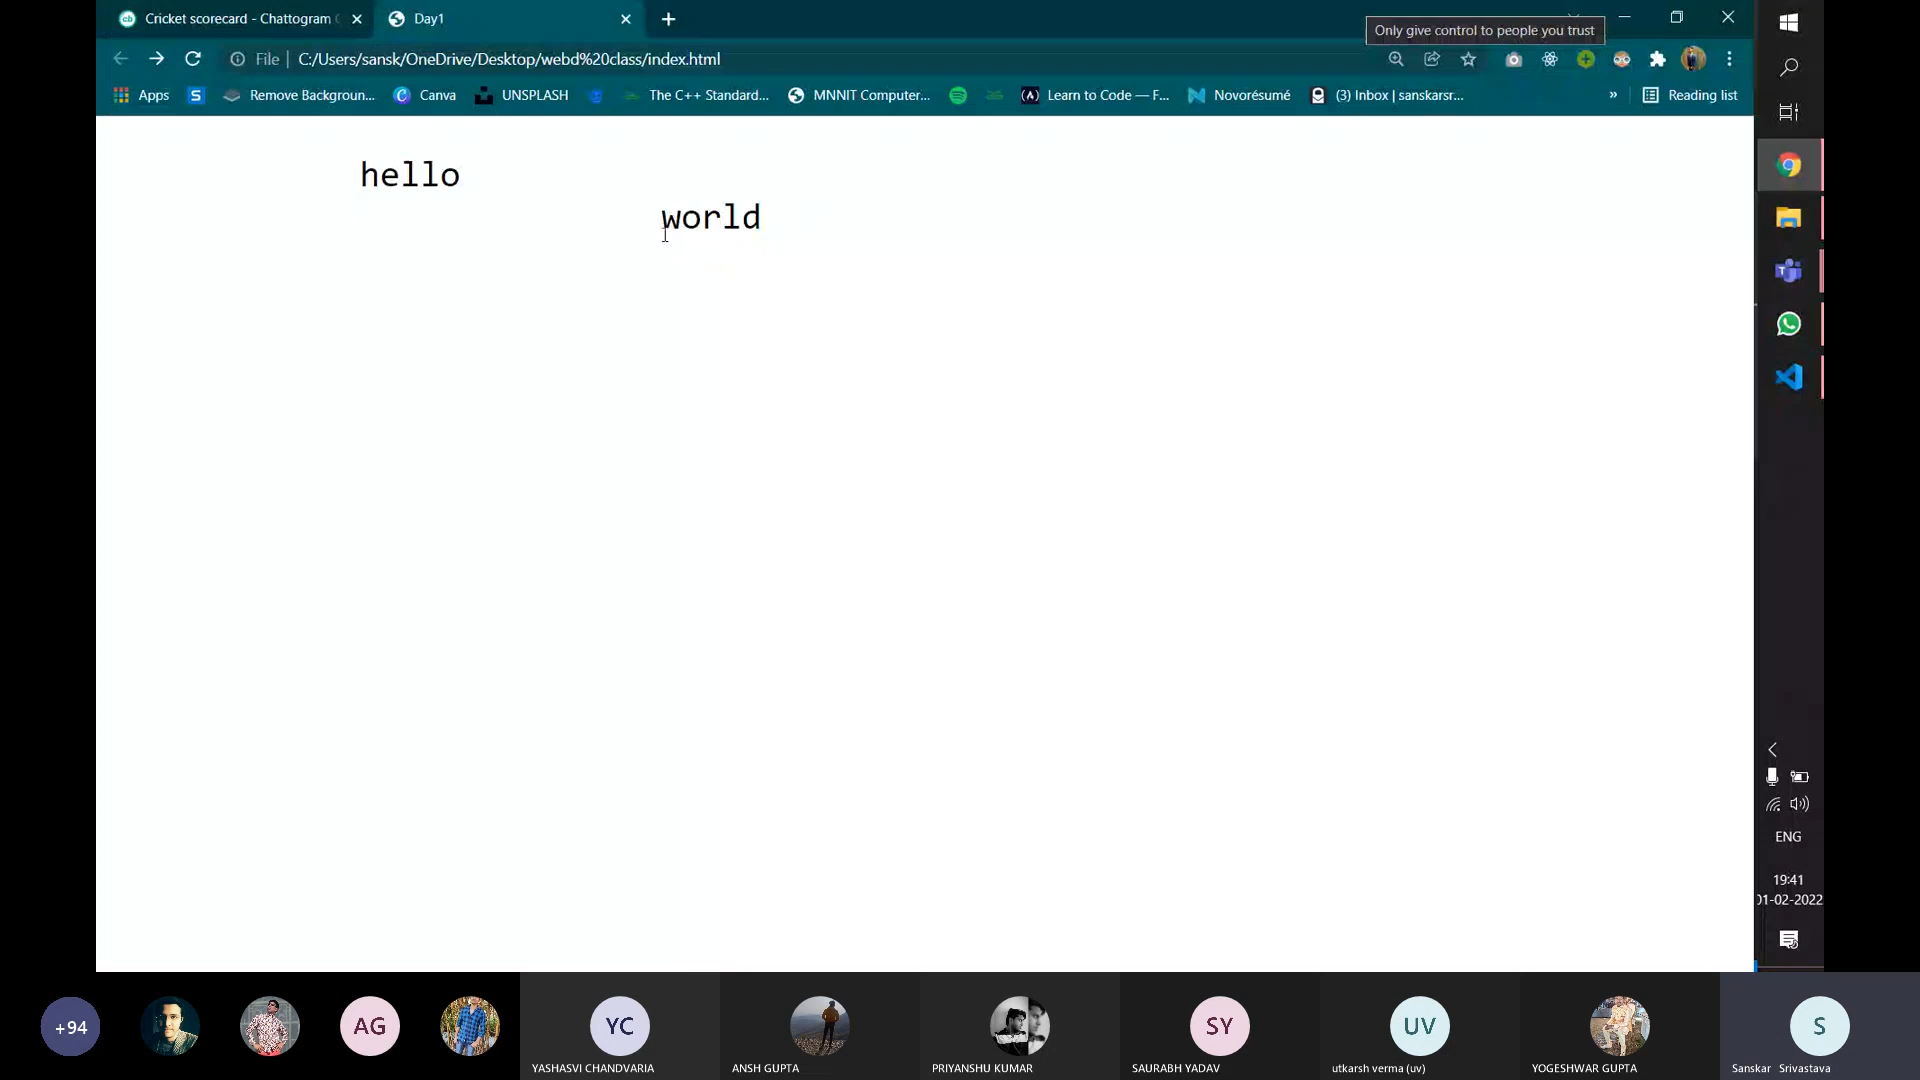 Cricket scorecard - Chattogram
Day1
Only give control to people you trust
File
C:/Users/sansk/OneDrive/Desktop/webd%20class/index.html
Apps
S
Remove Backgroun...
Canva
UNSPLASH
The C++ Standard...
MNNIT Computer...
Learn to Code — F...
Novorésumé
(3) Inbox | sanskarsr...
»
Reading list
hello
world
ENG
19:41
01-02-2022
+94
AG
YC
SY
UV
S
YASHASVI CHANDVARIA
ANSH GUPTA
PRIYANSHU KUMAR
SAURABH YADAV
utkarsh verma (uv)
YOGESHWAR GUPTA
Sanskar Srivastava